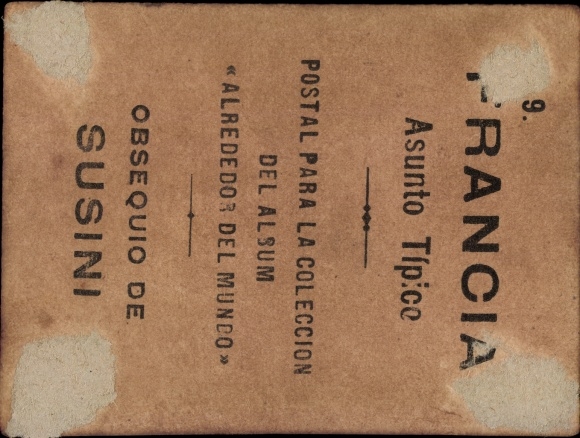 9.
FRANCIA
Asunto Típico
POSTAL PARA LA COLECCION
DEL ALBUM
«ALREDEDOR DEL MUNDO»
OBSEQUIO DE
SUSINI